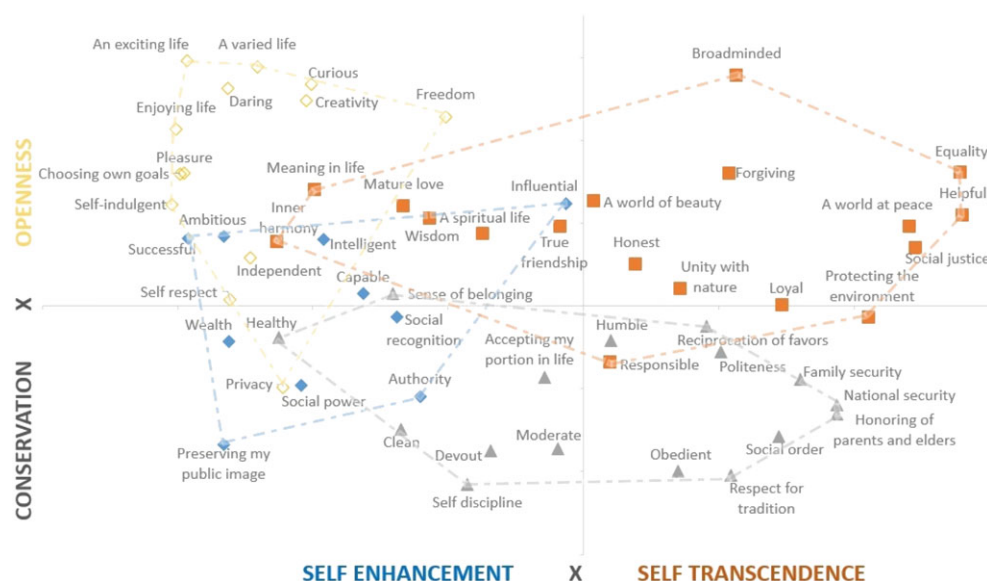 An exciting life
A varied life
Broadminded
Curious
Daring
Creativity
Freedom
Enjoying life
Equality
Pleasure
Meaning in life
Forgiving
Choosing own goals
Mature love
Influential
Helpful
Self-indulgent
Inner
harmony
A spiritual life
A world of beauty
A world at peace
Ambitious
Successful
Intelligent
Wisdom
True
friendship
Honest
Social justice
Independent
Capable
Unity with
nature
Loyal
Protecting the
environment
Self respect
Sense of belonging
Wealth
Healthy
Social
recognition
Accepting my
portion in life
Humble
Reciprocation of favors
Responsible
Politeness
Family security
Privacy
Social power
Authority
National security
Honoring of
parents and elders
Preserving my
public image
Clean
Devout
Moderate
Obedient
Social order
Self discipline
Respect for
tradition
OPENNESS
X
CONSERVATION
SELF ENHANCEMENT X SELF TRANSCENDENCE